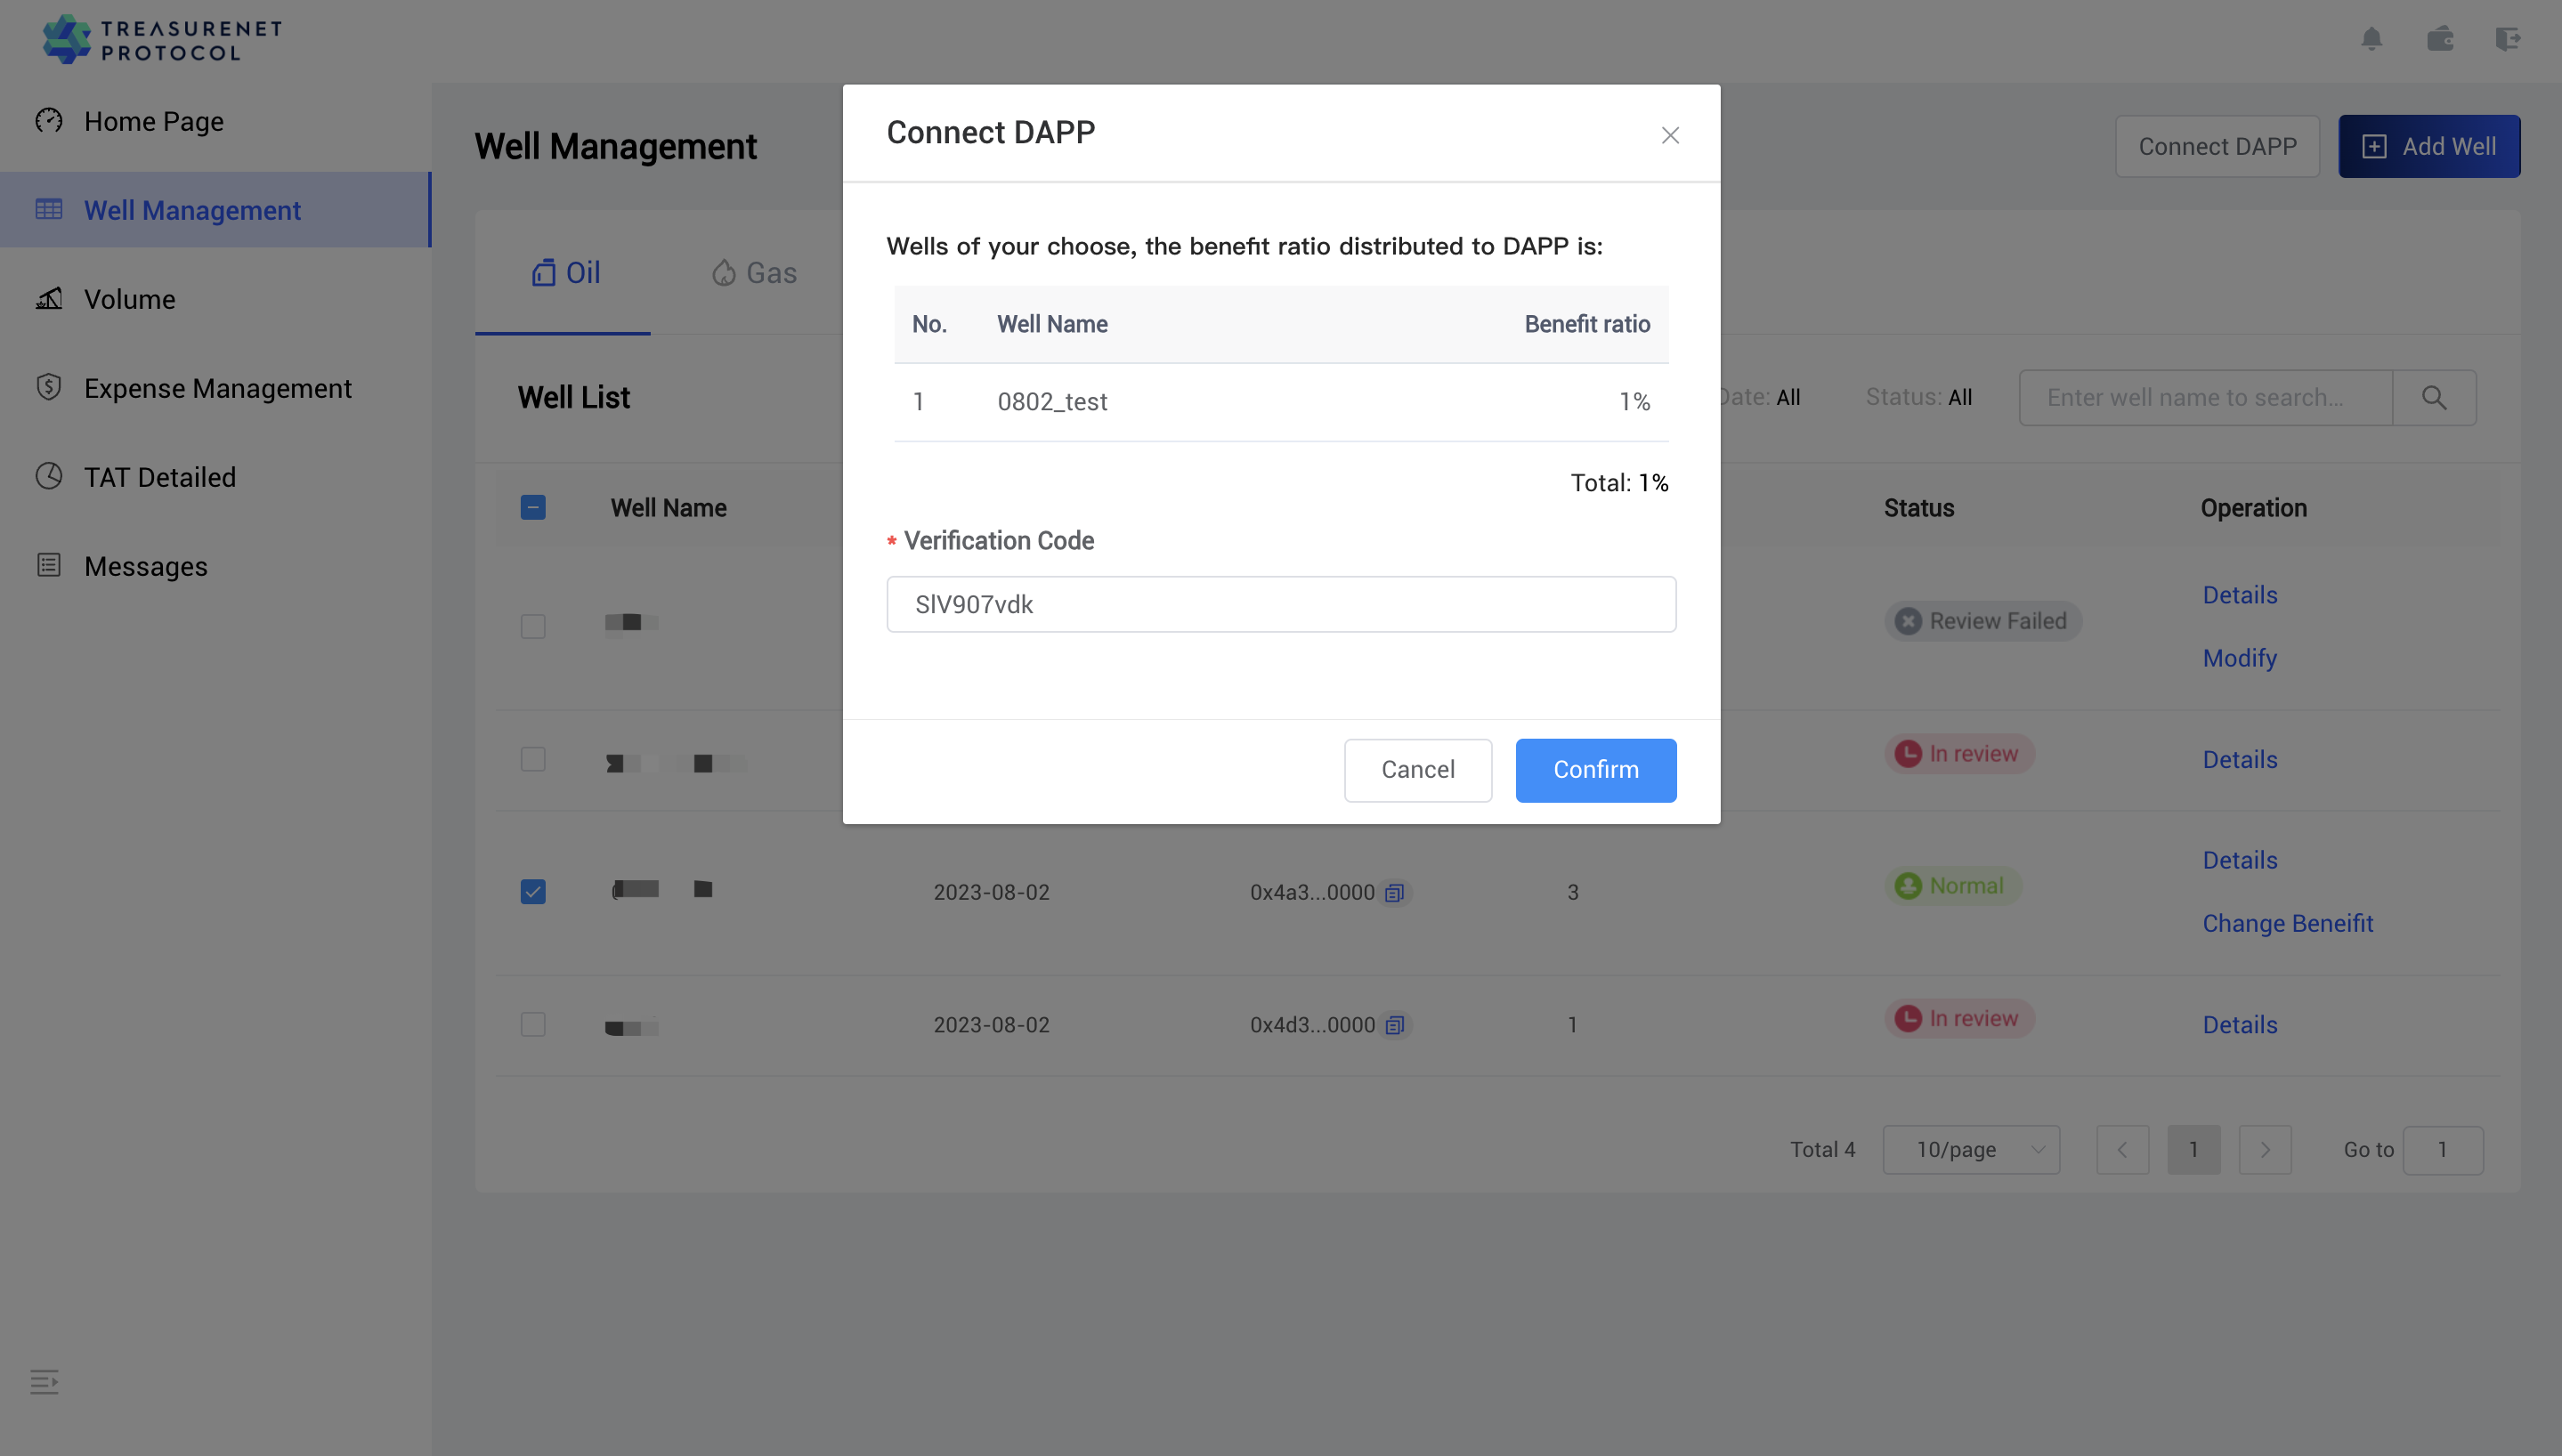 TREASURENET
PROTOCOL
Home Page
Well Management
Volume
Expense Management
TAT Detailed
Messages
Well Management
Connect DAPP
Add Well
Oil
Gas
Well List
Date: All
Status: All
Enter well name to search...
Well Name
Status
Operation
Review Failed
Details
Modify
In review
Details
2023-08-02
0x4a3...0000
3
Normal
Details
Change Beneifit
2023-08-02
0x4d3...0000
1
In review
Details
Total 4
10/page
1
Go to
1
Connect DAPP
Wells of your choose, the benefit ratio distributed to DAPP is:
No.
Well Name
Benefit ratio
1
0802_test
1%
Total: 1%
* Verification Code
SlV907vdk
Cancel
Confirm